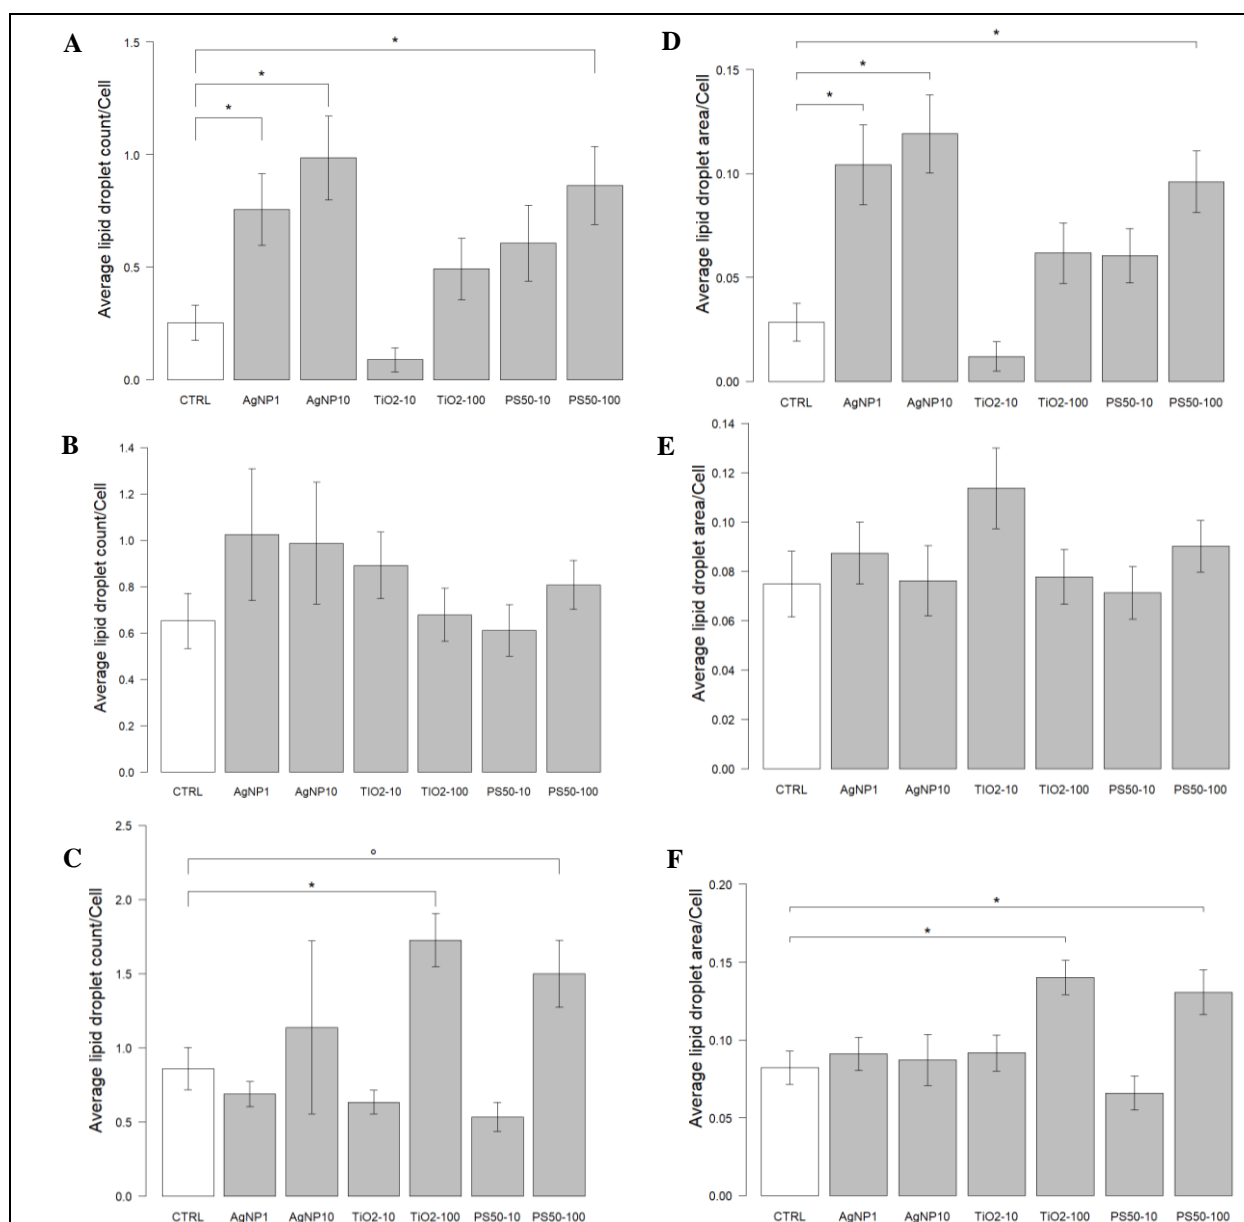 A
Average lipid droplet count/Cell
1.5
1.0
0.5
0.0
*
*
*
CTRL AgNP1 AgNP10 TiO2-10 TiO2-100 PS50-10 PS50-100
D
Average lipid droplet area/Cell
0.15
0.10
0.05
0.00
*
*
*
CTRL AgNP1 AgNP10 TiO2-10 TiO2-100 PS50-10 PS50-100
B
Average lipid droplet count/Cell
1.4
1.2
1.0
0.8
0.6
0.4
0.2
0.0
CTRL AgNP1 AgNP10 TIO2-10 TIO2-100 PS50-10 PS50-100
E
Average lipid droplet area/Cell
0.14
0.12
0.10
0.08
0.06
0.04
0.02
0.00
CTRL AgNP1 AgNP10 TIO2-10 TIO2-100 PS50-10 PS50-100
C
Average lipid droplet count/Cell
2.5
2.0
1.5
1.0
0.5
0.0
°
*
CTRL AgNP1 AgNP10 TiO2-10 TiO2-100 PS50-10 PS50-100
F
Average lipid droplet area/Cell
0.20
0.15
0.10
0.05
0.00
*
*
CTRL AgNP1 AgNP10 TiO2-10 TiO2-100 PS50-10 PS50-100